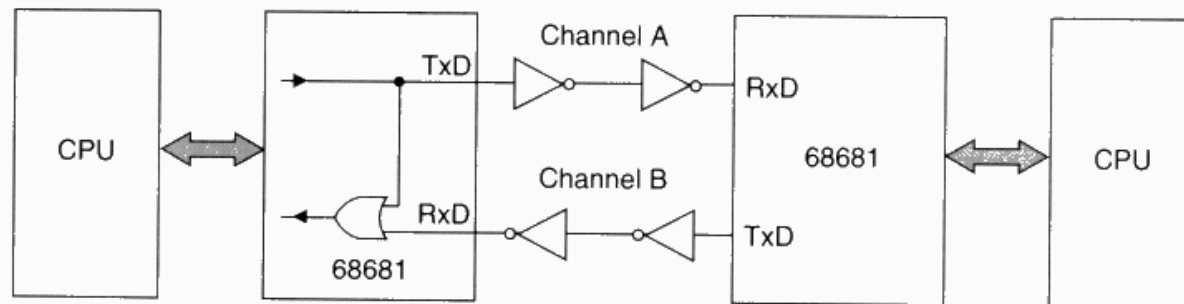 Channel A
TxD
RxD
CPU
68681
CPU
Channel B
RxD
TxD
68681